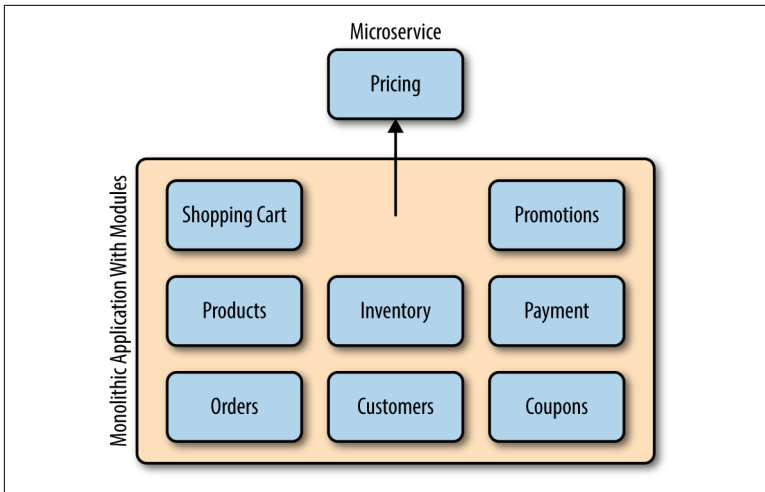 Microservice
Pricing
Monolithic Application With Modules
Shopping Cart
Promotions
Products
Inventory
Payment
Orders
Customers
Coupons